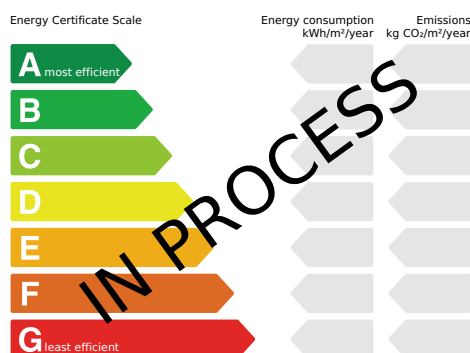 Energy Certificate Scale
Energy consumption
kWh/m²/year
Emissions
kg CO₂/m²/year
A most efficient
B
C
D
E
F
G least efficient
IN PROCESS